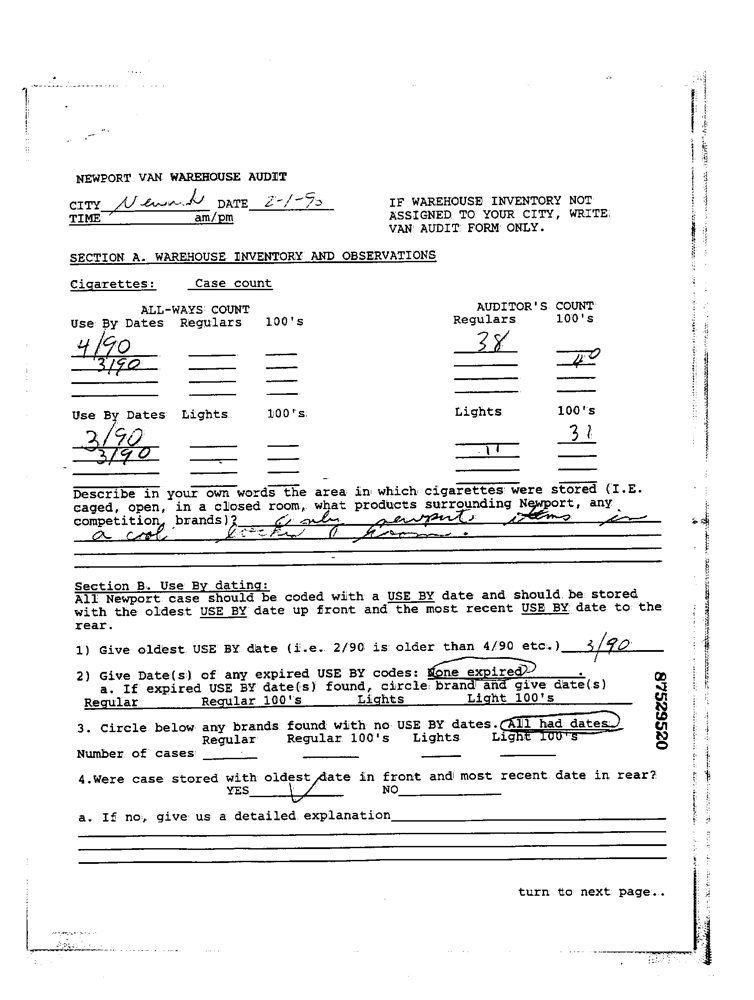 NEWPORT VAN WAREHOUSE AUDIT
CITY Newark DATE 2-1-90
TIME am/pm
IF WAREHOUSE INVENTORY NOT
ASSIGNED TO YOUR CITY, WRITE
VAN AUDIT FORM ONLY.
SECTION A. WAREHOUSE INVENTORY AND OBSERVATIONS
Cigarettes: Case count
ALL-WAYS COUNT AUDITOR'S COUNT
Use By Dates Regulars 100's Regulars 100's
4/90 38
3/90 40
Use By Dates Lights 100's Lights 100's
3/90 31
3/90 11
Describe in your own words the area in which cigarettes were stored (I.E.
caged, open, in a closed room, what products surrounding Newport, any
competition brands)? only newports items in
a cool locked room.
Section B. Use By dating:
All Newport case should be coded with a USE BY date and should be stored
with the oldest USE BY date up front and the most recent USE BY date to the
rear.
1) Give oldest USE BY date (i.e. 2/90 is older than 4/90 etc.) 3/90
2) Give Date(s) of any expired USE BY codes: None expired .
a. If expired USE BY date(s) found, circle brand and give date(s)
Regular Regular 100's Lights Light 100's
3. Circle below any brands found with no USE BY dates. All had dates
Regular Regular 100's Lights Light 100's
Number of cases
4.Were case stored with oldest date in front and most recent date in rear?
YES NO
a. If no, give us a detailed explanation
turn to next page..
87529520